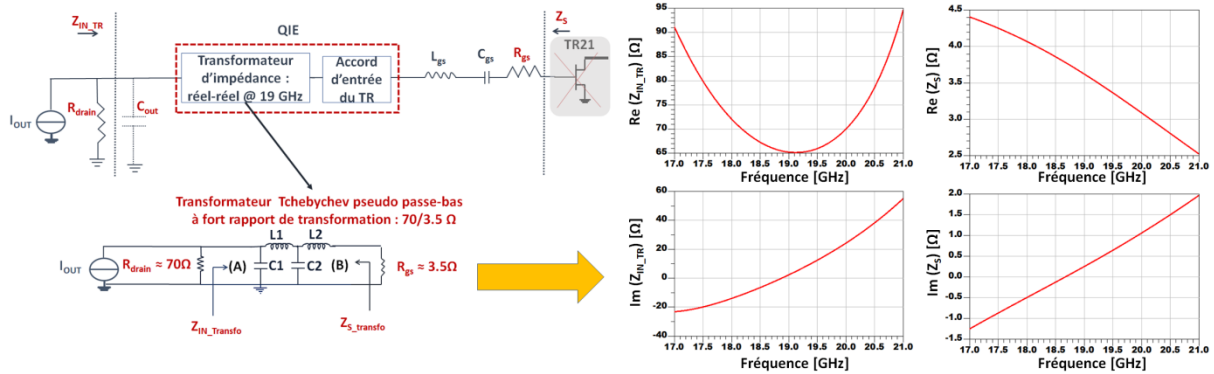 Z_IN_TR
QIE
Z_S
TR21
Transformateur
d'impédance :
réel-réel @ 19 GHz
Accord
d'entrée
du TR
L_gs
C_gs
R_gs
I_OUT
R_drain
C_out
Transformateur Tchebychev pseudo passe-bas
à fort rapport de transformation : 70/3.5 Ω
I_OUT
R_drain ≈ 70Ω
(A)
L1
C1
L2
C2
(B)
R_gs ≈ 3.5Ω
Z_IN_Transfo
Z_S_transfo
Re (Z_IN_TR) [Ω]
95
90
85
80
75
70
65
17.0 17.5 18.0 18.5 19.0 19.5 20.0 20.5 21.0
Fréquence [GHz]
Re (Z_S) [Ω]
4.5
4.0
3.5
3.0
2.5
17.0 17.5 18.0 18.5 19.0 19.5 20.0 20.5 21.0
Fréquence [GHz]
Im (Z_IN_TR) [Ω]
60
40
20
0
-20
-40
17.0 17.5 18.0 18.5 19.0 19.5 20.0 20.5 21.0
Fréquence [GHz]
Im (Z_S) [Ω]
2.0
1.5
1.0
0.5
0.0
-0.5
-1.0
-1.5
17.0 17.5 18.0 18.5 19.0 19.5 20.0 20.5 21.0
Fréquence [GHz]